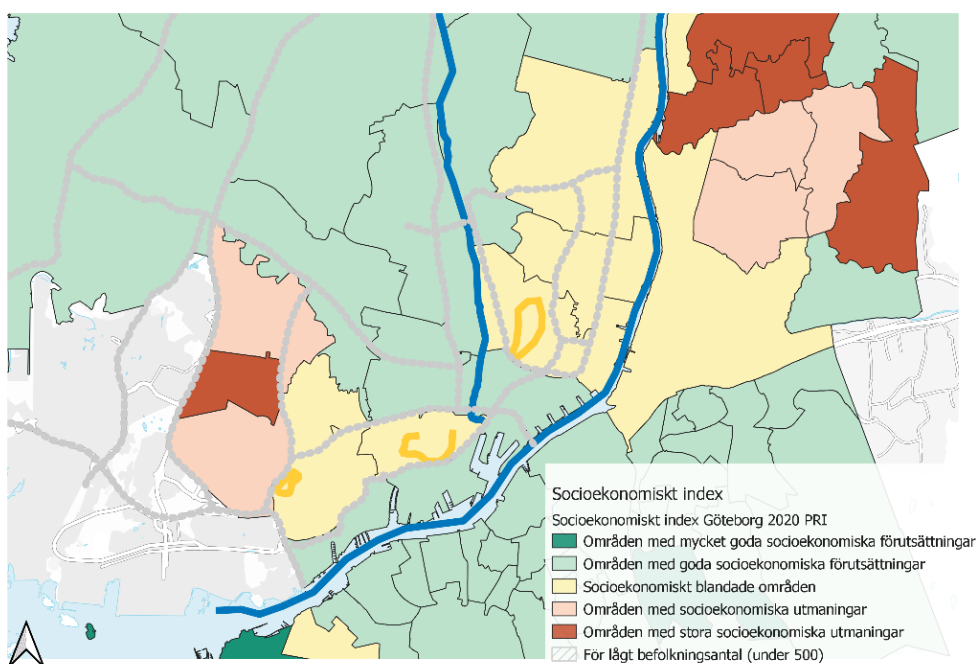 Socioekonomiskt index
Socioekonomiskt index Göteborg 2020 PRI
Områden med mycket goda socioekonomiska förutsättningar
Områden med goda socioekonomiska förutsättningar
Socioekonomiskt blandade områden
Områden med socioekonomiska utmaningar
Områden med stora socioekonomiska utmaningar
För lågt befolkningsantal (under 500)